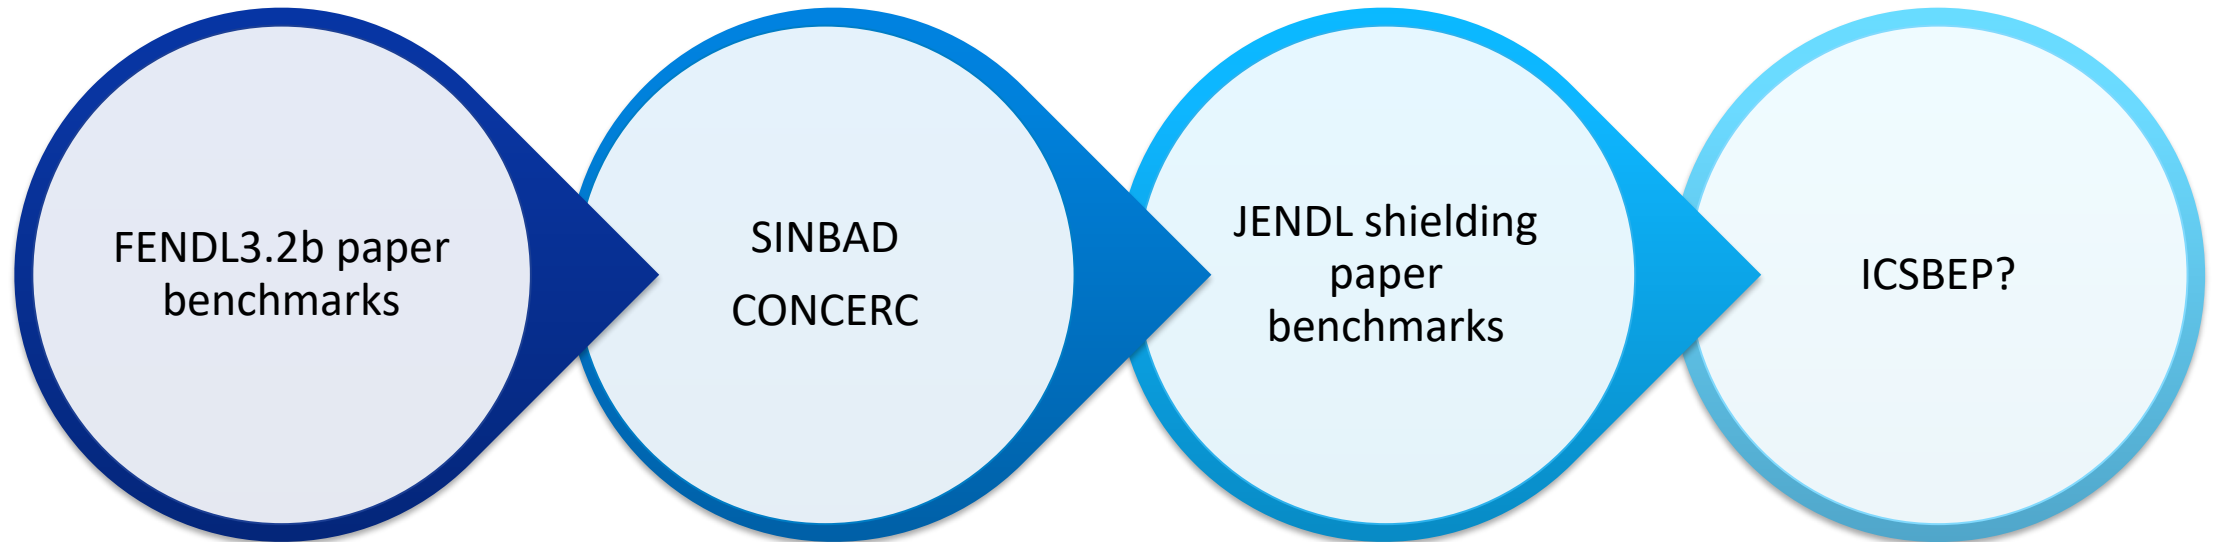 FENDL3.2b paper
benchmarks
SINBAD
CONCERC
JENDL shielding
paper
benchmarks
ICSBEP?